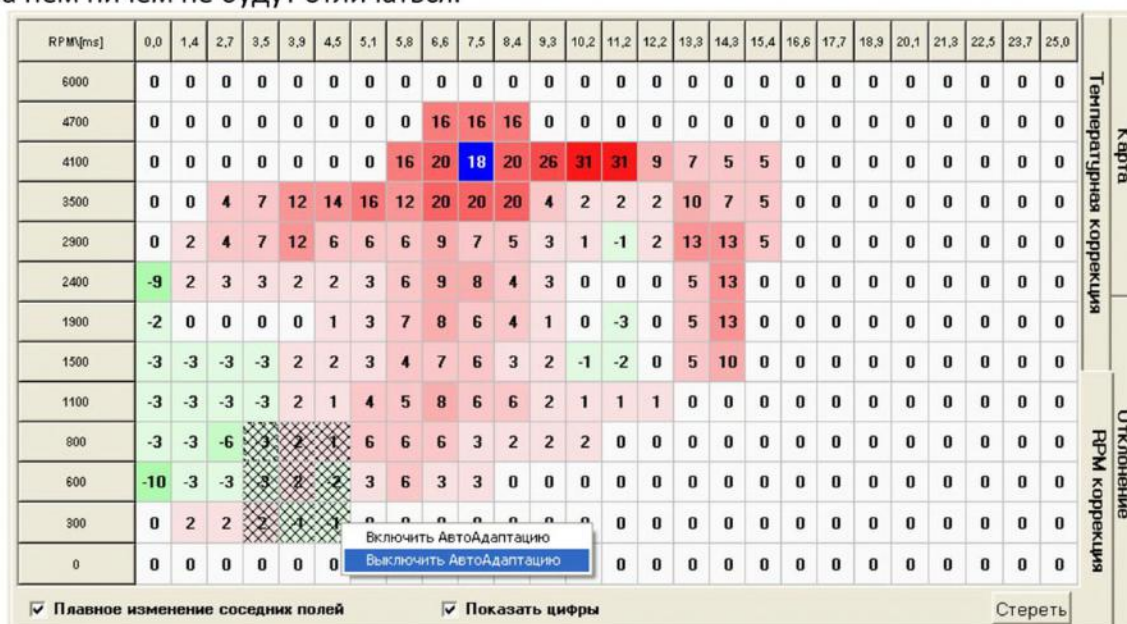 нем ничем не будут отличаться.
RPM\[ms] 0,0 1,4 2,7 3,5 3,9 4,5 5,1 5,8 6,6 7,5 8,4 9,3 10,2 11,2 12,2 13,3 14,3 15,4 16,6 17,7 18,9 20,1 21,3 22,5 23,7 25,0
6000 0 0 0 0 0 0 0 0 0 0 0 0 0 0 0 0 0 0 0 0 0 0 0 0 0 0
4700 0 0 0 0 0 0 0 0 16 16 16 0 0 0 0 0 0 0 0 0 0 0 0 0 0 0
4100 0 0 0 0 0 0 0 16 20 18 20 26 31 31 9 7 5 5 0 0 0 0 0 0 0 0
3500 0 0 4 7 12 14 16 12 20 20 20 4 2 2 2 10 7 5 0 0 0 0 0 0 0 0
2900 0 2 4 7 12 6 6 6 9 7 5 3 1 -1 2 13 13 5 0 0 0 0 0 0 0 0
2400 -9 2 3 3 2 2 3 6 9 8 4 3 0 0 0 5 13 0 0 0 0 0 0 0 0 0
1900 -2 0 0 0 0 1 3 7 8 6 4 1 0 -3 0 5 13 0 0 0 0 0 0 0 0 0
1500 -3 -3 -3 -3 2 2 3 4 7 6 3 2 -1 -2 0 5 10 0 0 0 0 0 0 0 0 0
1100 -3 -3 -3 -3 2 1 4 5 8 6 6 2 1 1 1 0 0 0 0 0 0 0 0 0 0 0
800 -3 -3 -6 2 1 6 6 6 3 2 2 2 0 0 0 0 0 0 0 0 0 0 0 0 0
600 -10 -3 -3 2 -2 3 6 3 3 0 0 0 0 0 0 0 0 0 0 0 0 0 0 0 0
300 0 2 2 2 0 0 0 0 0 0 0 0 0 0 0 0 0
Включить АвтоАдаптацию
Выключить АвтоАдаптацию
0 0 0 0 0 0 0 0 0 0 0 0 0 0 0 0 0 0 0 0
Плавное изменение соседних полей
Показать цифры
Стереть
Температурная коррекция
RPM коррекция
Карта
Отклонение